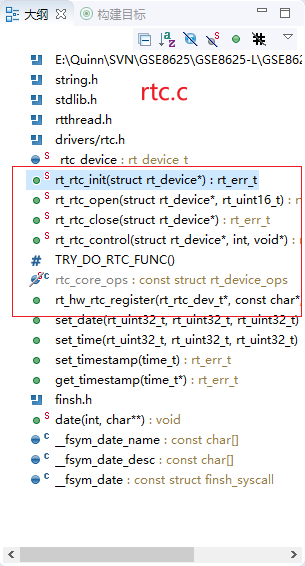 大纲 构建目标
E:\Quinn\SVN\GSE8625\GSE8625-L\GSE862
string.h
stdlib.h
rtthread.h
drivers/rtc.h
_rtc_device : rt_device_t
rt_rtc_init(struct rt_device*) : rt_err_t
rt_rtc_open(struct rt_device*, rt_uint16_t) :
rt_rtc_close(struct rt_device*) : rt_err_t
rt_rtc_control(struct rt_device*, int, void*) :
TRY_DO_RTC_FUNC()
rtc_core_ops : const struct rt_device_ops
rt_hw_rtc_register(rt_rtc_dev_t*, const char*,
set_date(rt_uint32_t, rt_uint32_t, rt_uint32_t)
set_time(rt_uint32_t, rt_uint32_t, rt_uint32_t)
set_timestamp(time_t) : rt_err_t
get_timestamp(time_t*) : rt_err_t
finsh.h
date(int, char**) : void
__fsym_date_name : const char[]
__fsym_date_desc : const char[]
__fsym_date : const struct finsh_syscall
rtc.c